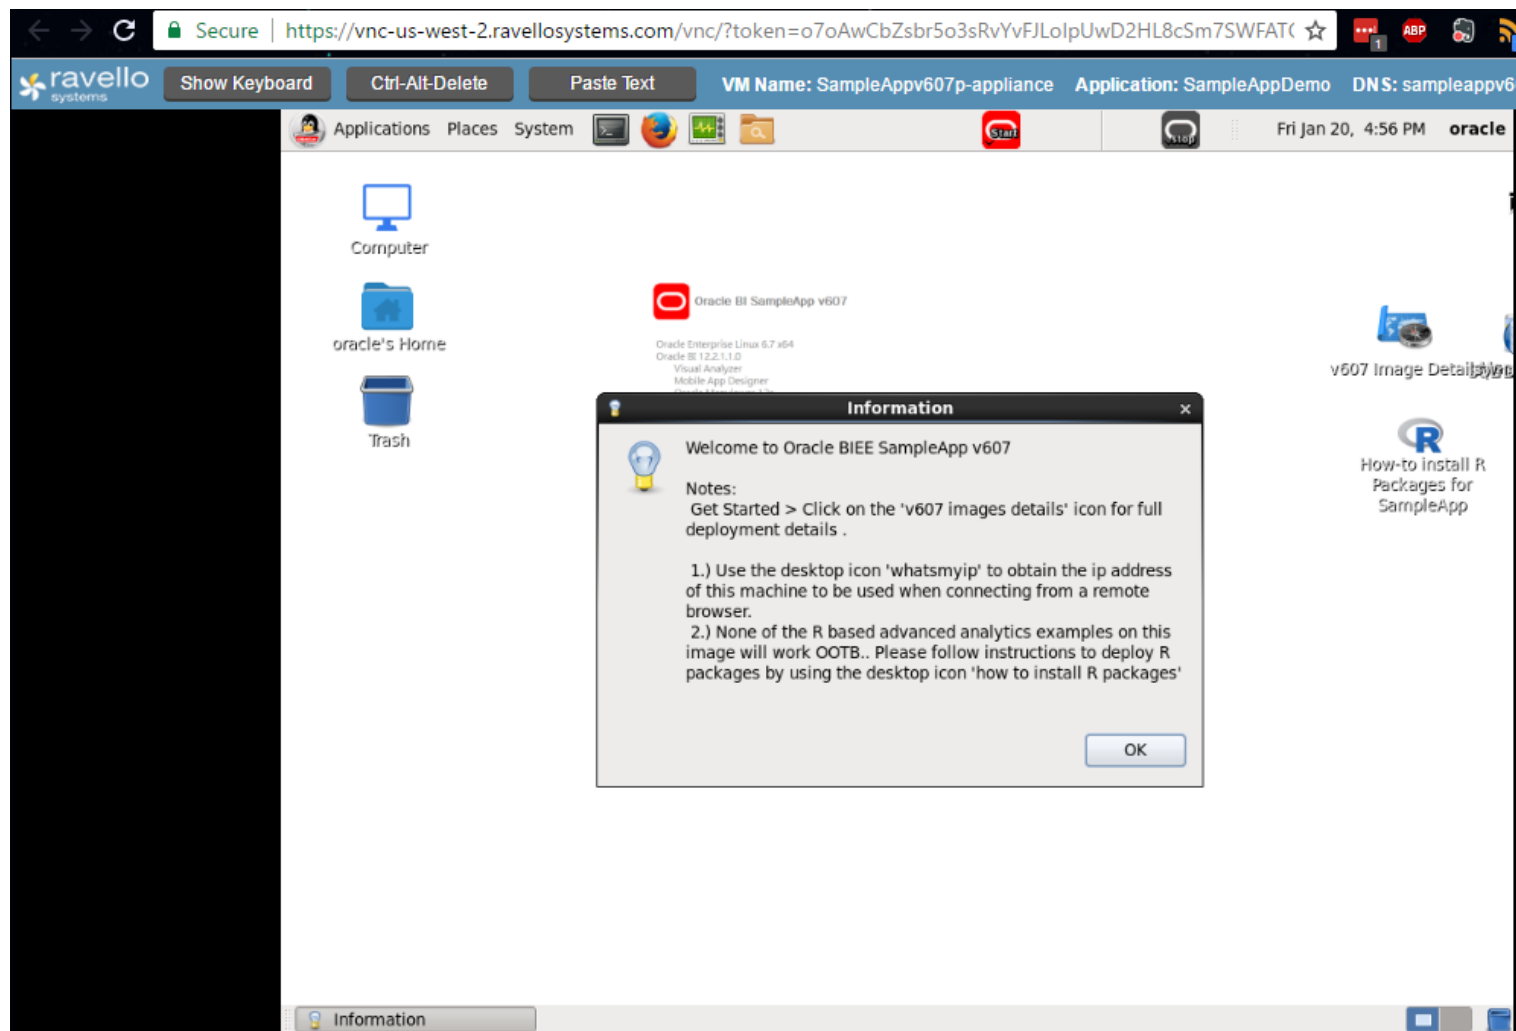 Secure https://vnc-us-west-2.ravellosystems.com/vnc/?token=o7oAwCbZsbr5o3sRvYvFJLoIpUwD2HL8cSm7SWFAT
1
ABP
ravello
systems
Show Keyboard
Ctrl-Alt-Delete
Paste Text
VM Name: SampleAppv607p-appliance
Application: SampleAppDemo
DNS: sampleappv6
Applications Places System
Start
Stop
Fri Jan 20, 4:56 PM oracle
Computer
oracle's Home
Trash
Oracle BI SampleApp v607
Oracle Enterprise Linux 6.7 x64
Oracle BI 12.2.1.1.0
Visual Analyzer
Mobile App Designer
v607 Image Details
R
How-to install R
Packages for
SampleApp
Information
Welcome to Oracle BIEE SampleApp v607
Notes:
Get Started > Click on the 'v607 images details' icon for full
deployment details .
1.) Use the desktop icon 'whatsmyip' to obtain the ip address
of this machine to be used when connecting from a remote
browser.
2.) None of the R based advanced analytics examples on this
image will work OOTB.. Please follow instructions to deploy R
packages by using the desktop icon 'how to install R packages'
OK
Information